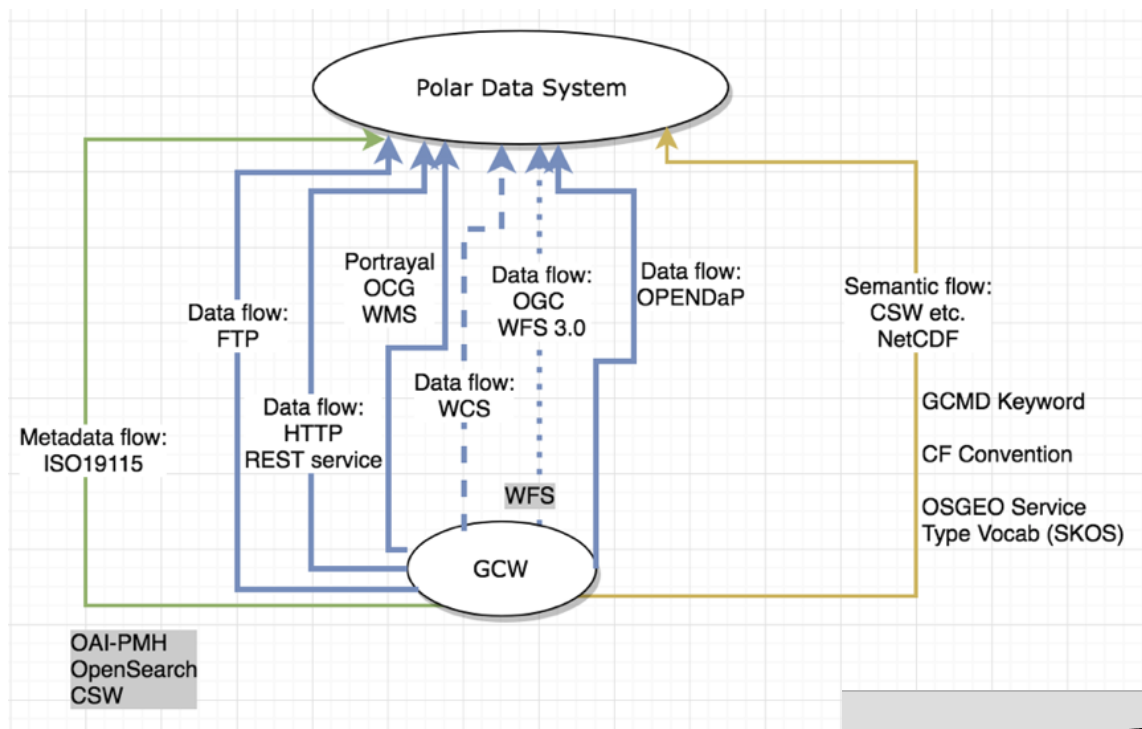 Polar Data System
Portrayal
OCG
WMS
Data flow:
OGC
WFS 3.0
Data flow:
OPENDaP
Semantic flow:
CSW etc.
NetCDF
Data flow:
FTP
Data flow:
WCS
Data flow:
HTTP
REST service
GCMD Keyword
CF Convention
OSGEO Service
Type Vocab (SKOS)
Metadata flow:
ISO19115
WFS
GCW
OAI-PMH
OpenSearch
CSW